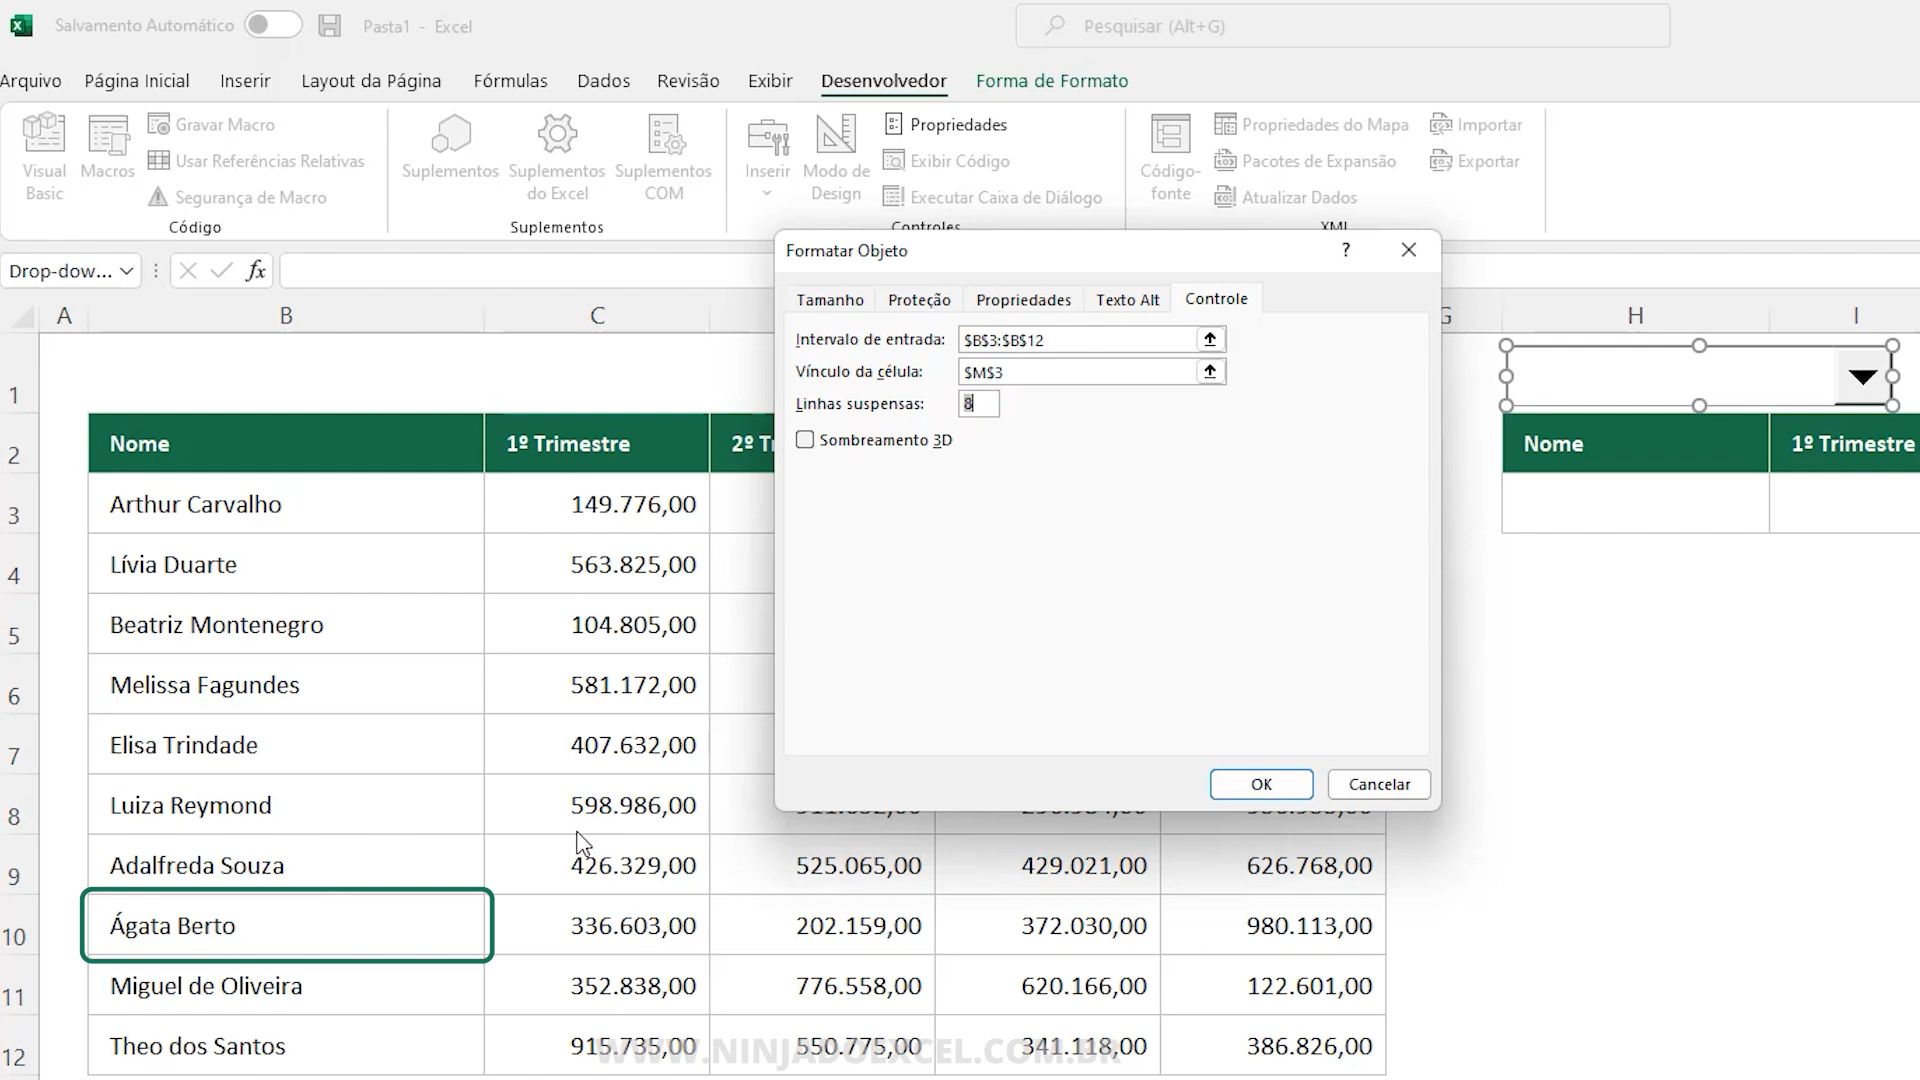 Salvamento Automático
Pasta1 - Excel
Pesquisar (Alt+G)
Arquivo Página Inicial Inserir Layout da Página Fórmulas Dados Revisão Exibir Desenvolvedor Forma de Formato
Visual Basic
Macros
Gravar Macro
Usar Referências Relativas
Segurança de Macro
Código
Suplementos
Suplementos do Excel
Suplementos COM
Suplementos
Inserir
Modo de Design
Propriedades
Exibir Código
Executar Caixa de Diálogo
Controles
Código-fonte
Propriedades do Mapa
Pacotes de Expansão
Atualizar Dados
Importar
Exportar
XML
Drop-dow...
fx
A B C G H I
Formatar Objeto ?
Tamanho Proteção Propriedades Texto Alt Controle
Intervalo de entrada: $B$3:$B$12
Vínculo da célula: $M$3
Linhas suspensas: 8
Sombreamento 3D
OK Cancelar
1
2 Nome 1º Trimestre 2º T Nome 1º Trimestre
3 Arthur Carvalho 149.776,00
4 Lívia Duarte 563.825,00
5 Beatriz Montenegro 104.805,00
6 Melissa Fagundes 581.172,00
7 Elisa Trindade 407.632,00
8 Luiza Reymond 598.986,00
9 Adalfreda Souza 426.329,00 525.065,00 429.021,00 626.768,00
10 Ágata Berto 336.603,00 202.159,00 372.030,00 980.113,00
11 Miguel de Oliveira 352.838,00 776.558,00 620.166,00 122.601,00
12 Theo dos Santos 915.735,00 550.775,00 341.118,00 386.826,00
WWW.NINJADOEXCEL.COM.BR